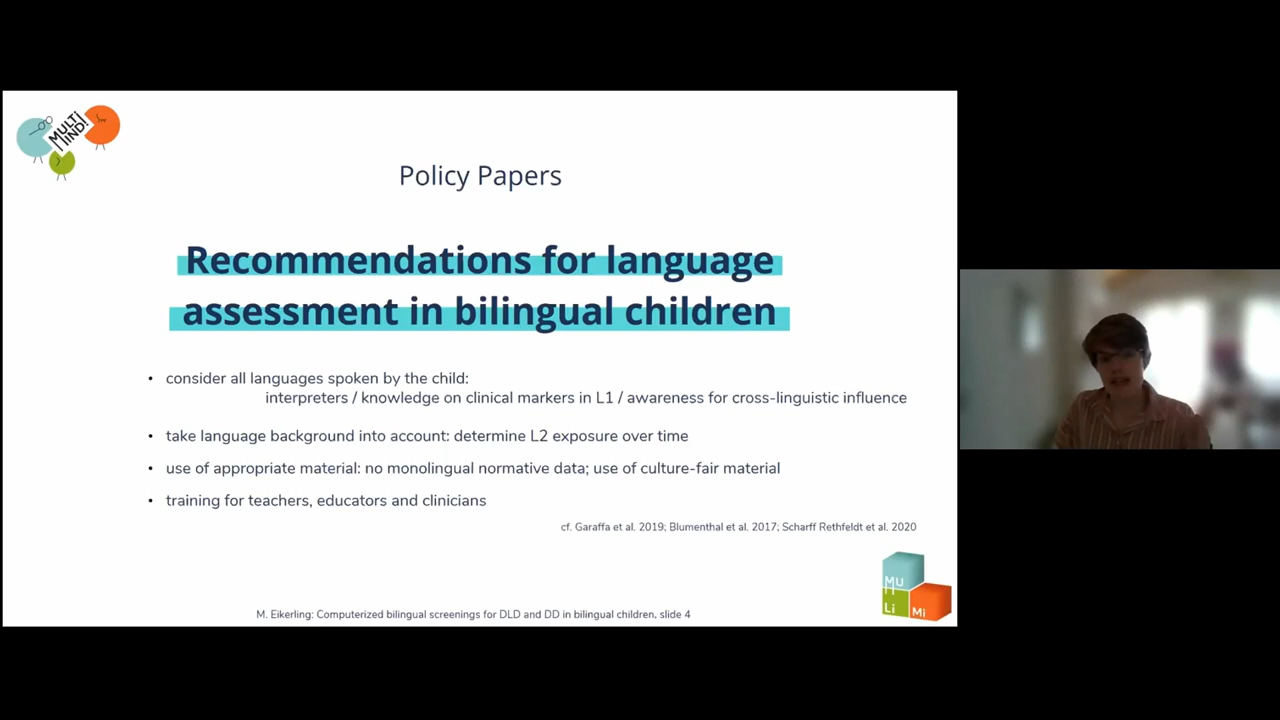 MULTI
MIND!
Policy Papers
Recommendations for language
assessment in bilingual children
• consider all languages spoken by the child:
interpreters / knowledge on clinical markers in L1 / awareness for cross-linguistic influence
• take language background into account: determine L2 exposure over time
• use of appropriate material: no monolingual normative data; use of culture-fair material
• training for teachers, educators and clinicians
cf. Garaffa et al. 2019; Blumenthal et al. 2017; Scharff Rethfeldt et al. 2020
MU
Li Mi
M. Eikerling: Computerized bilingual screenings for DLD and DD in bilingual children, slide 4